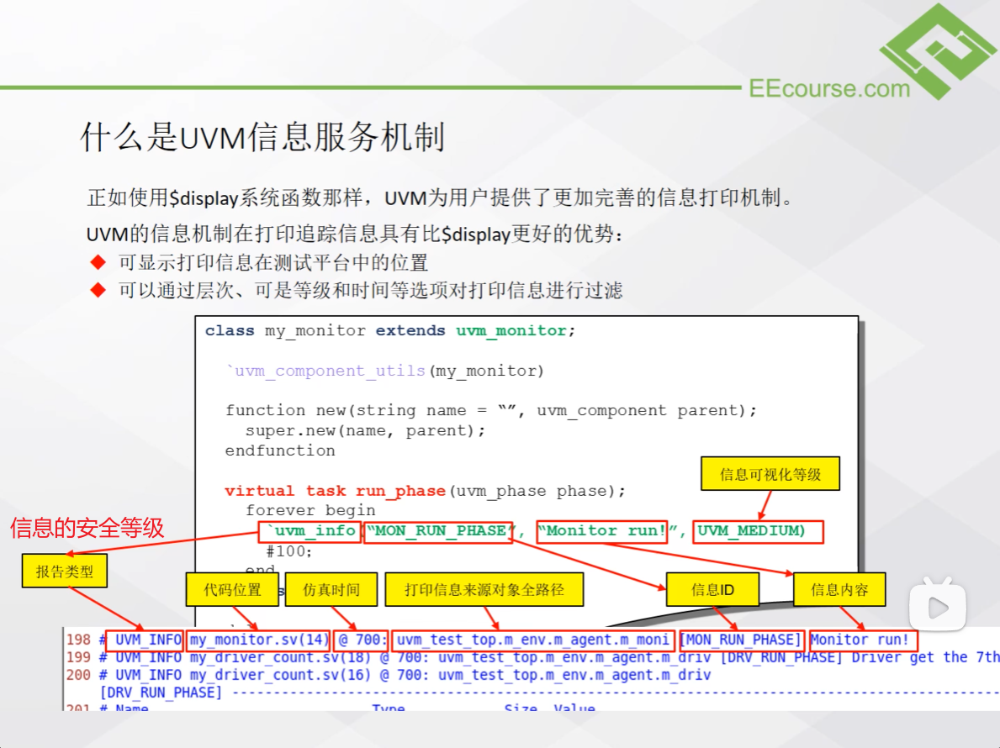 EEcourse.com
什么是UVM信息服务机制
正如使用$display系统函数那样，UVM为用户提供了更加完善的信息打印机制。
UVM的信息机制在打印追踪信息具有比$display更好的优势：
可显示打印信息在测试平台中的位置
可以通过层次、可是等级和时间等选项对打印信息进行过滤
class my_monitor extends uvm_monitor;
`uvm_component_utils(my_monitor)
function new(string name = “”, uvm_component parent);
super.new(name, parent);
endfunction
信息可视化等级
virtual task run_phase(uvm_phase phase);
forever begin
信息的安全等级
`uvm_info(“MON_RUN_PHASE”, “Monitor run!”, UVM_MEDIUM)
#100;
end
报告类型
代码位置
仿真时间
打印信息来源对象全路径
信息ID
信息内容
198 # UVM_INFO my_monitor.sv(14) @ 700: uvm_test_top.m_env.m_agent.m_moni [MON_RUN_PHASE] Monitor run!
199 # UVM_INFO my_driver_count.sv(18) @ 700: uvm_test_top.m_env.m_agent.m_driv [DRV_RUN_PHASE] Driver get the 7th
200 # UVM_INFO my_driver_count.sv(16) @ 700: uvm_test_top.m_env.m_agent.m_driv
[DRV_RUN_PHASE] ----------------------------------------------------------------
201 # Name Type Size Value